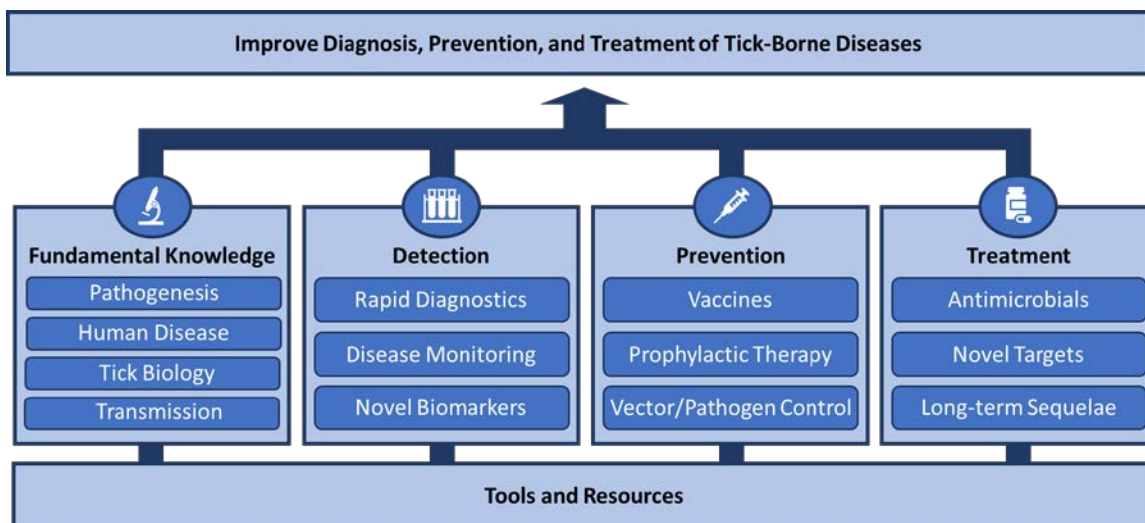 Improve Diagnosis, Prevention, and Treatment of Tick-Borne Diseases
Fundamental Knowledge
Pathogenesis
Human Disease
Tick Biology
Transmission
Detection
Rapid Diagnostics
Disease Monitoring
Novel Biomarkers
Prevention
Vaccines
Prophylactic Therapy
Vector/Pathogen Control
Treatment
Antimicrobials
Novel Targets
Long-term Sequelae
Tools and Resources